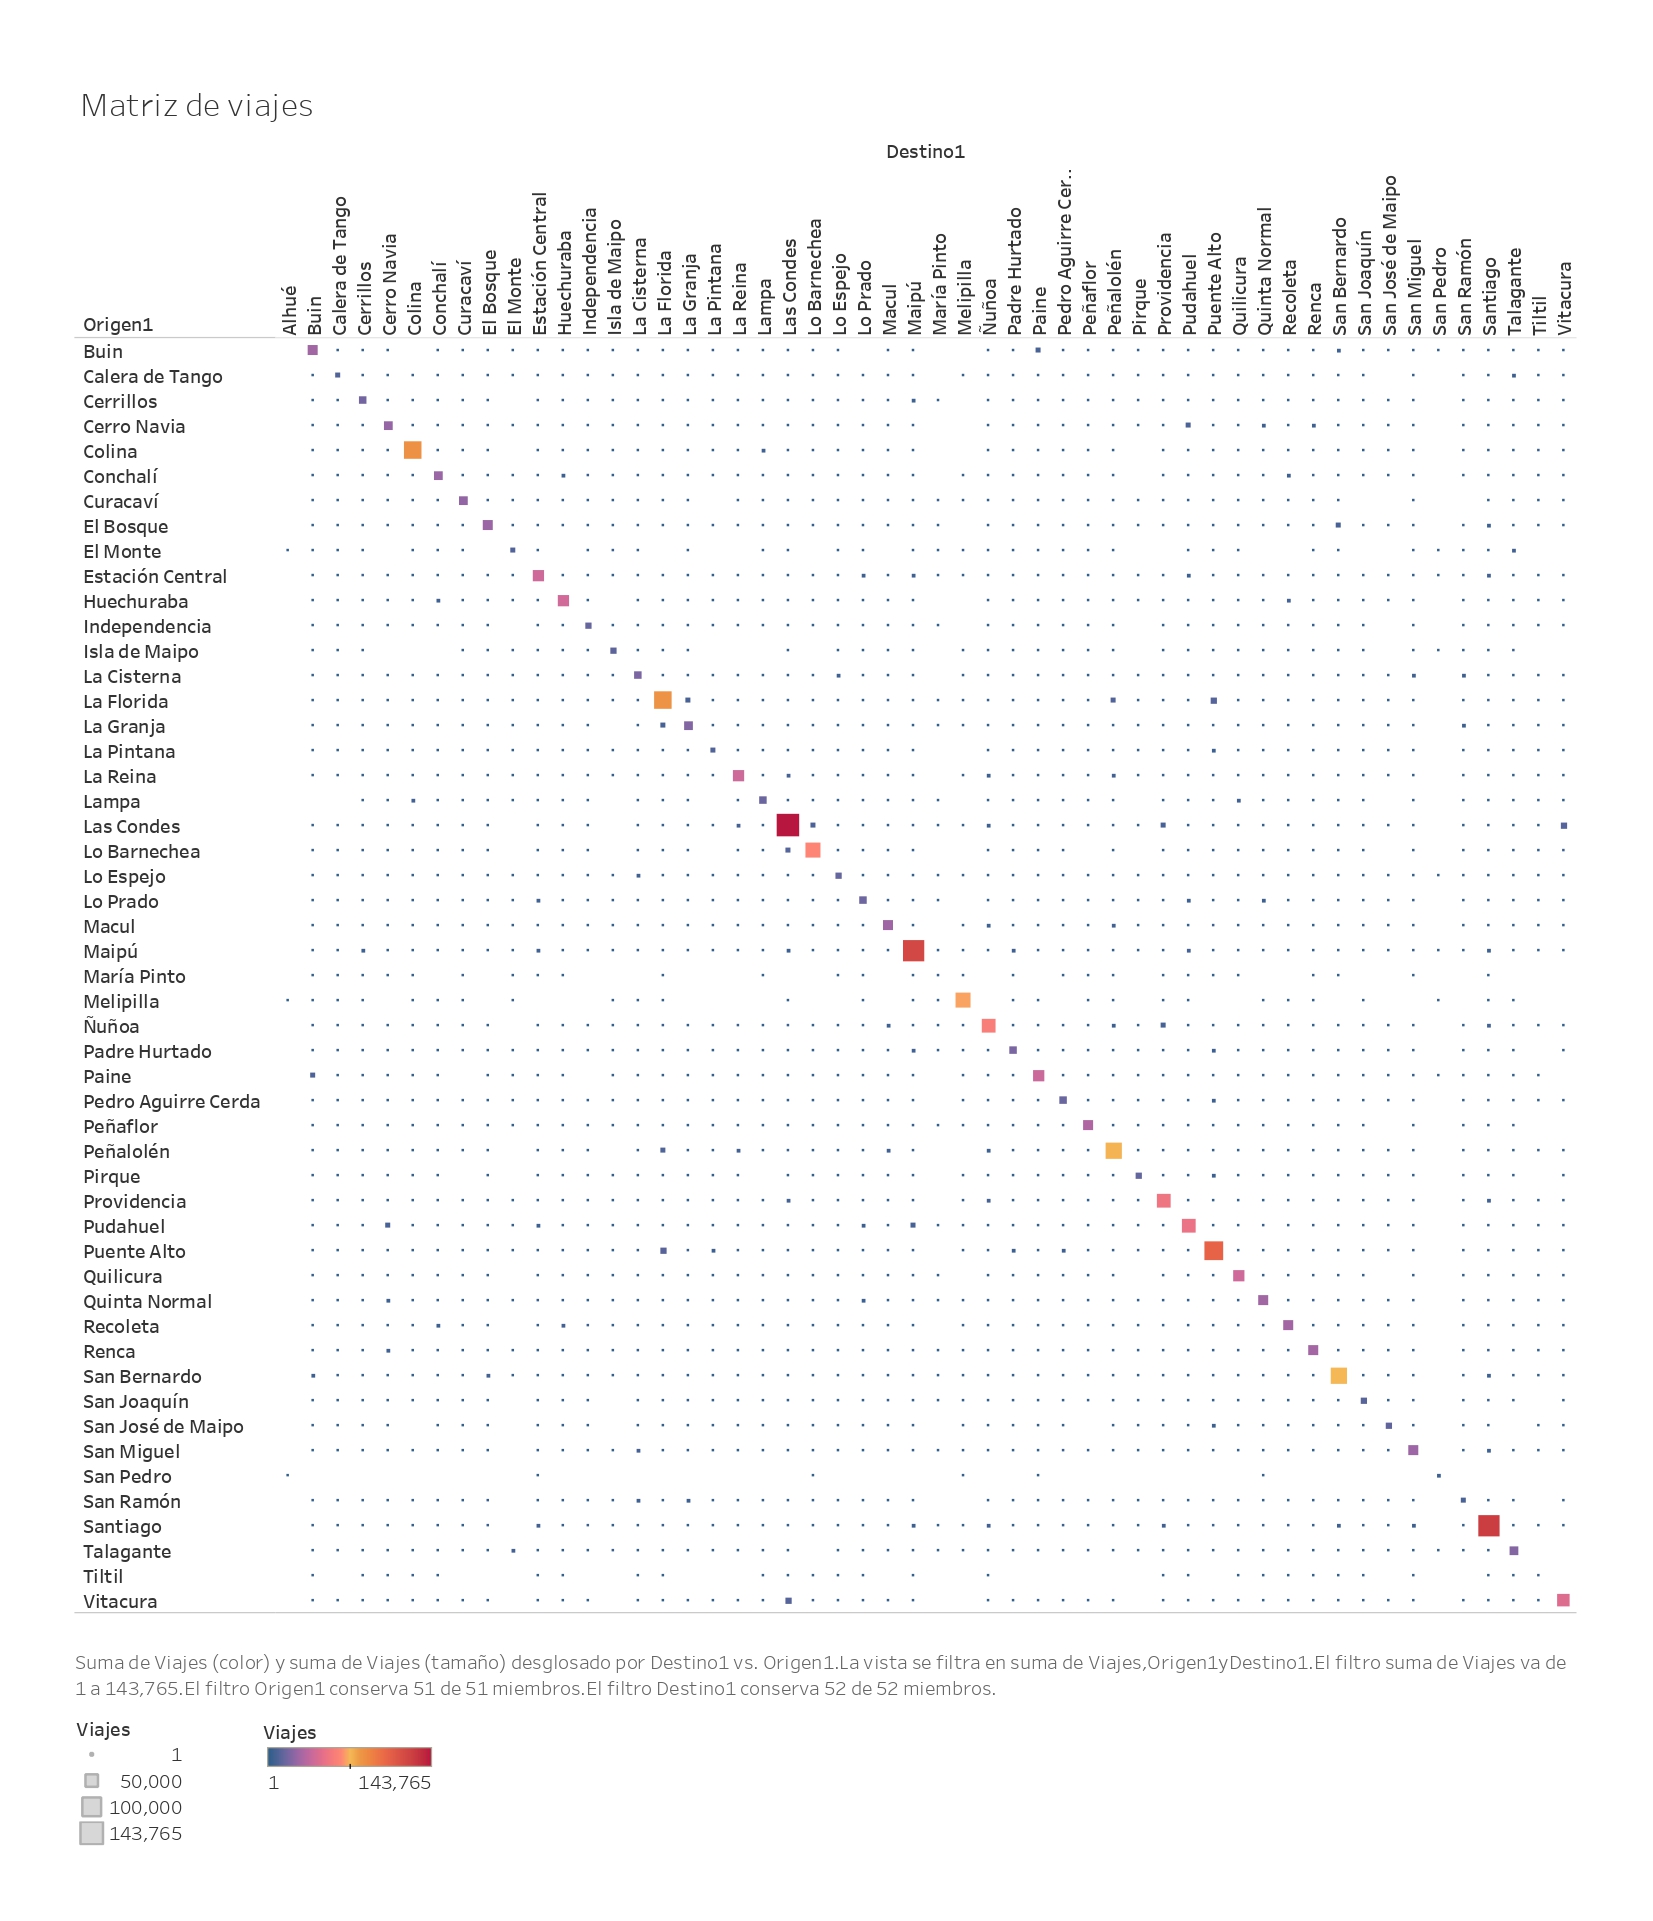 Matriz de viajes
Destino1
Origen1
Alhué
Buin
Calera de Tango
Cerrillos
Cerro Navia
Colina
Conchalí
Curacaví
El Bosque
El Monte
Estación Central
Huechuraba
Independencia
Isla de Maipo
La Cisterna
La Florida
La Granja
La Pintana
La Reina
Lampa
Las Condes
Lo Barnechea
Lo Espejo
Lo Prado
Macul
Maipú
María Pinto
Melipilla
Ñuñoa
Padre Hurtado
Paine
Pedro Aguirre Cer..
Peñaflor
Peñalolén
Pirque
Providencia
Pudahuel
Puente Alto
Quilicura
Quinta Normal
Recoleta
Renca
San Bernardo
San Joaquín
San José de Maipo
San Miguel
San Pedro
San Ramón
Santiago
Talagante
Tiltil
Vitacura
Buin
Calera de Tango
Cerrillos
Cerro Navia
Colina
Conchalí
Curacaví
El Bosque
El Monte
Estación Central
Huechuraba
Independencia
Isla de Maipo
La Cisterna
La Florida
La Granja
La Pintana
La Reina
Lampa
Las Condes
Lo Barnechea
Lo Espejo
Lo Prado
Macul
Maipú
María Pinto
Melipilla
Ñuñoa
Padre Hurtado
Paine
Pedro Aguirre Cerda
Peñaflor
Peñalolén
Pirque
Providencia
Pudahuel
Puente Alto
Quilicura
Quinta Normal
Recoleta
Renca
San Bernardo
San Joaquín
San José de Maipo
San Miguel
San Pedro
San Ramón
Santiago
Talagante
Tiltil
Vitacura
Suma de Viajes (color) y suma de Viajes (tamaño) desglosado por Destino1 vs. Origen1.La vista se filtra en suma de Viajes,Origen1yDestino1.El filtro suma de Viajes va de
1 a 143,765.El filtro Origen1 conserva 51 de 51 miembros.El filtro Destino1 conserva 52 de 52 miembros.
Viajes
1
50,000
100,000
143,765
Viajes
1 143,765